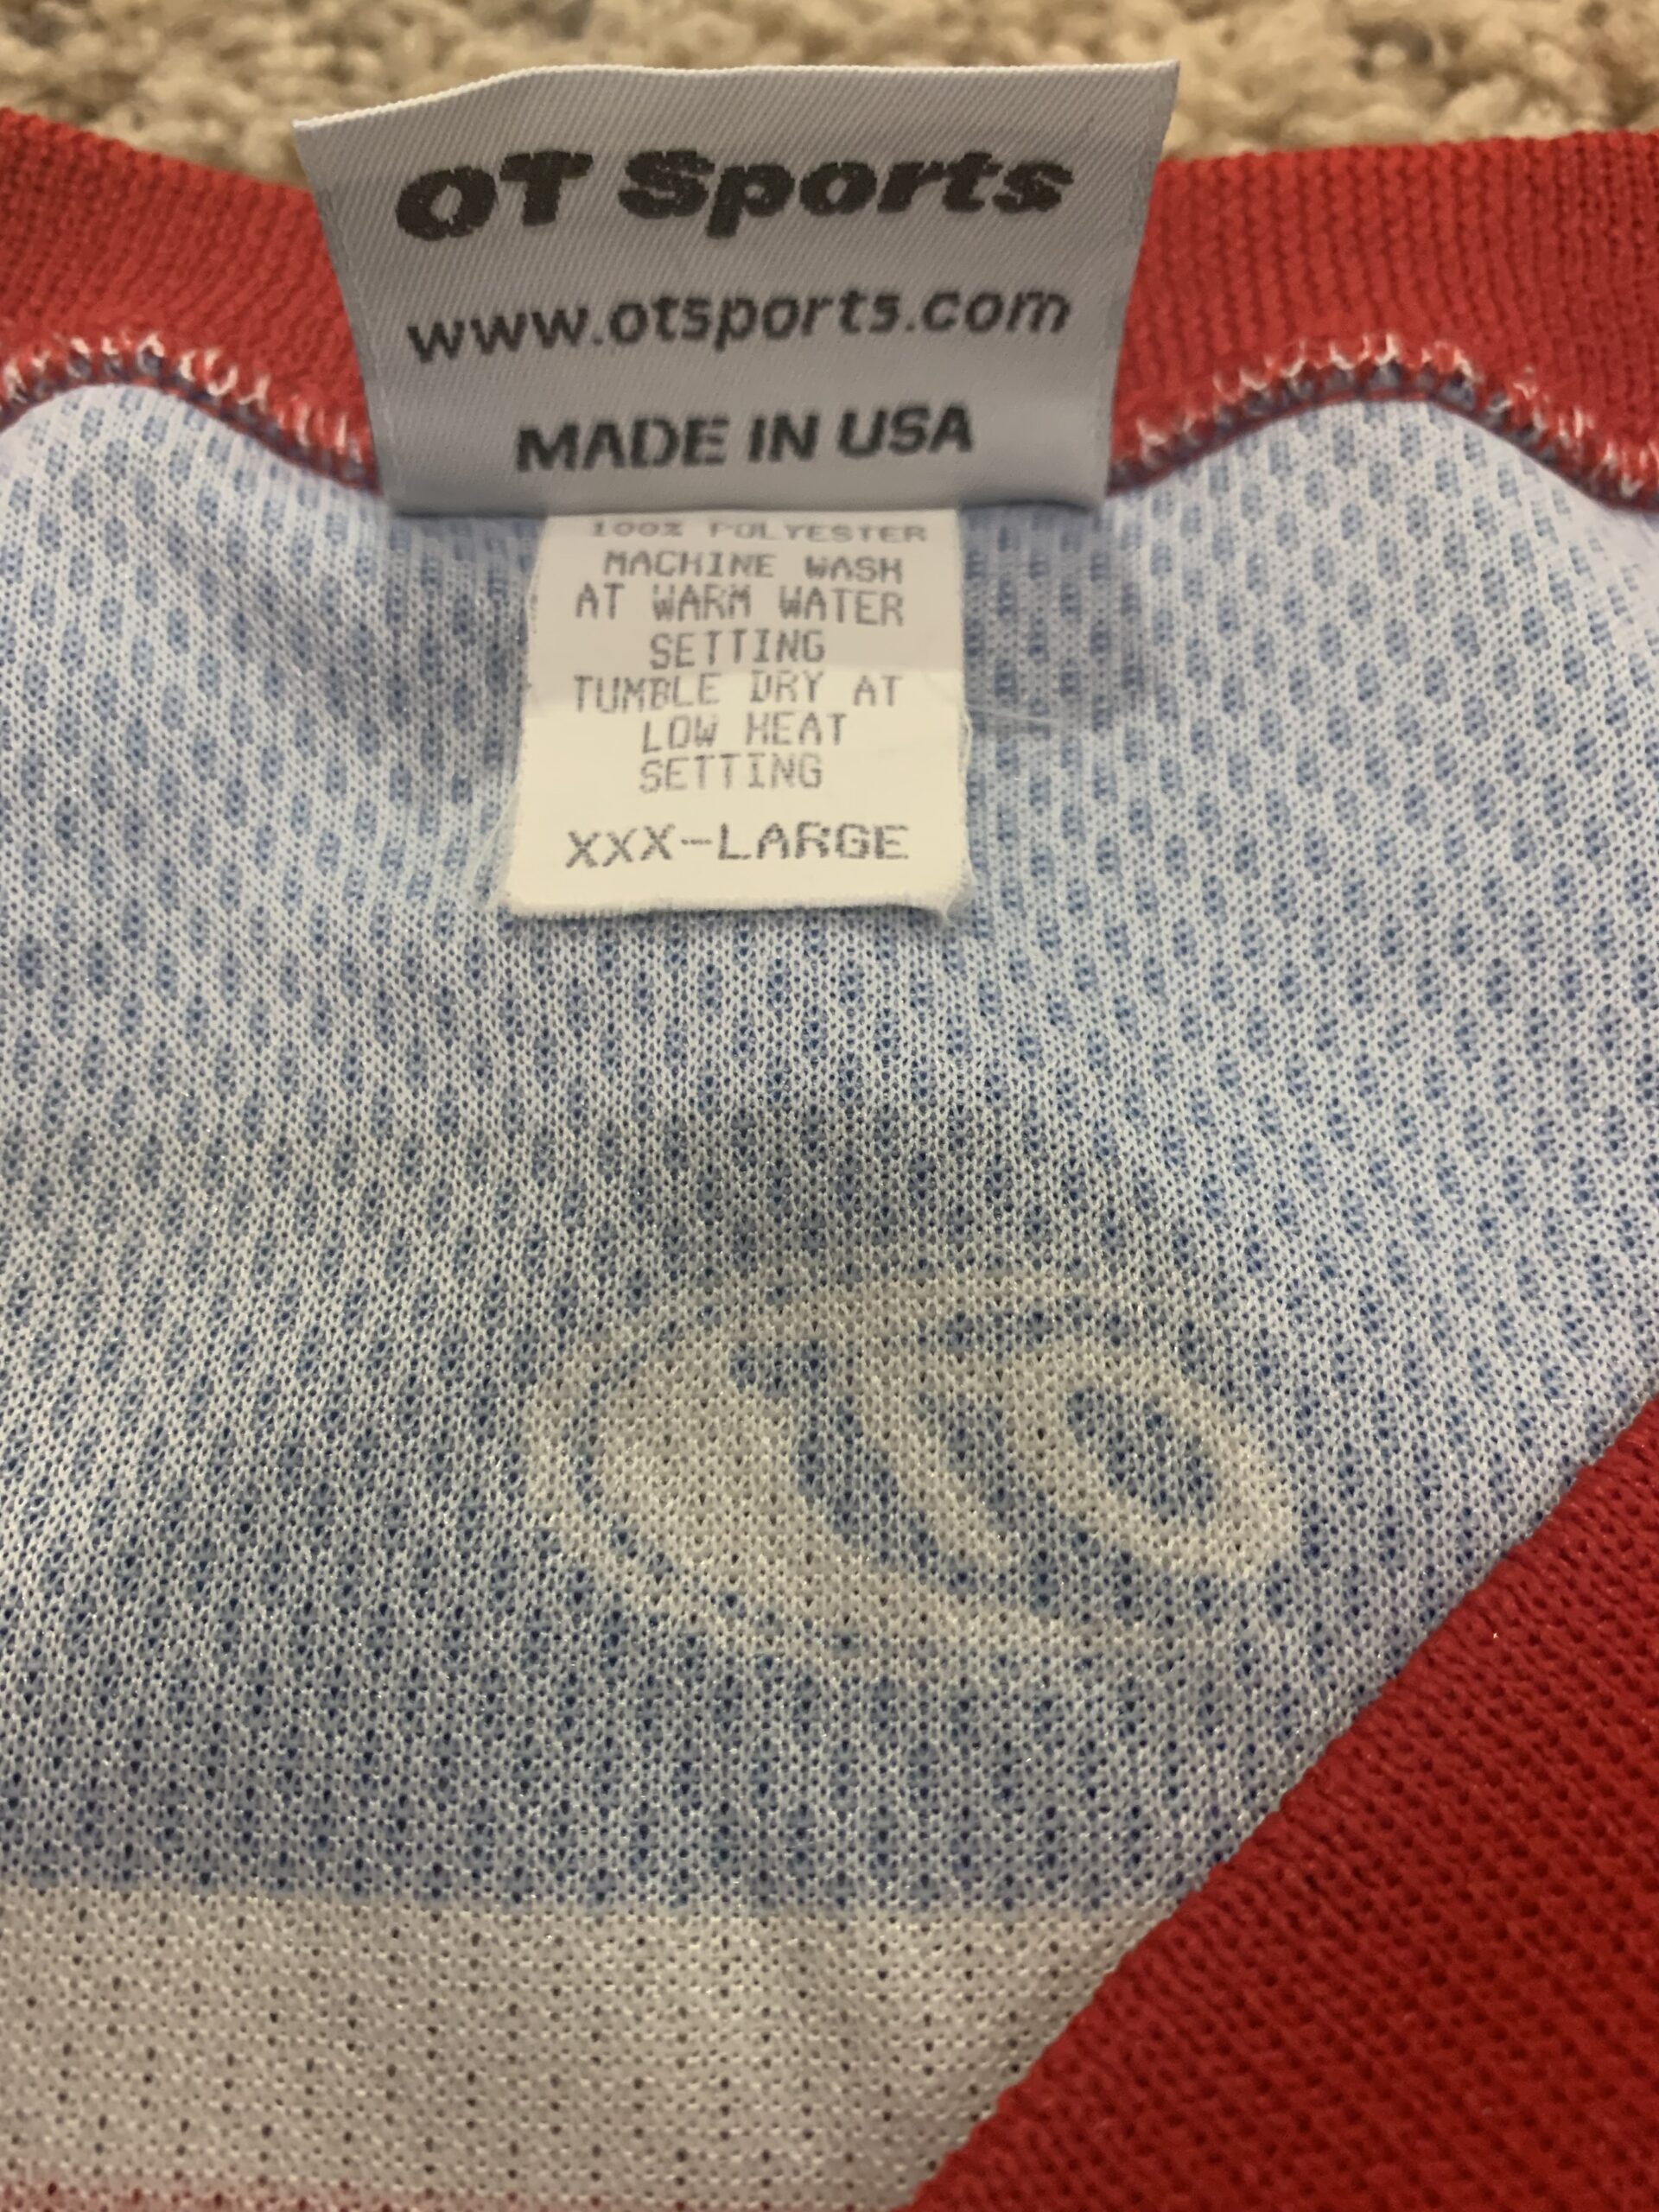 OT Sports
www.otsports.com
MADE IN USA
100% POLYESTER
MACHINE WASH
AT WARM WATER
SETTING
TUMBLE DRY AT
LOW HEAT
SETTING
XXX-LARGE